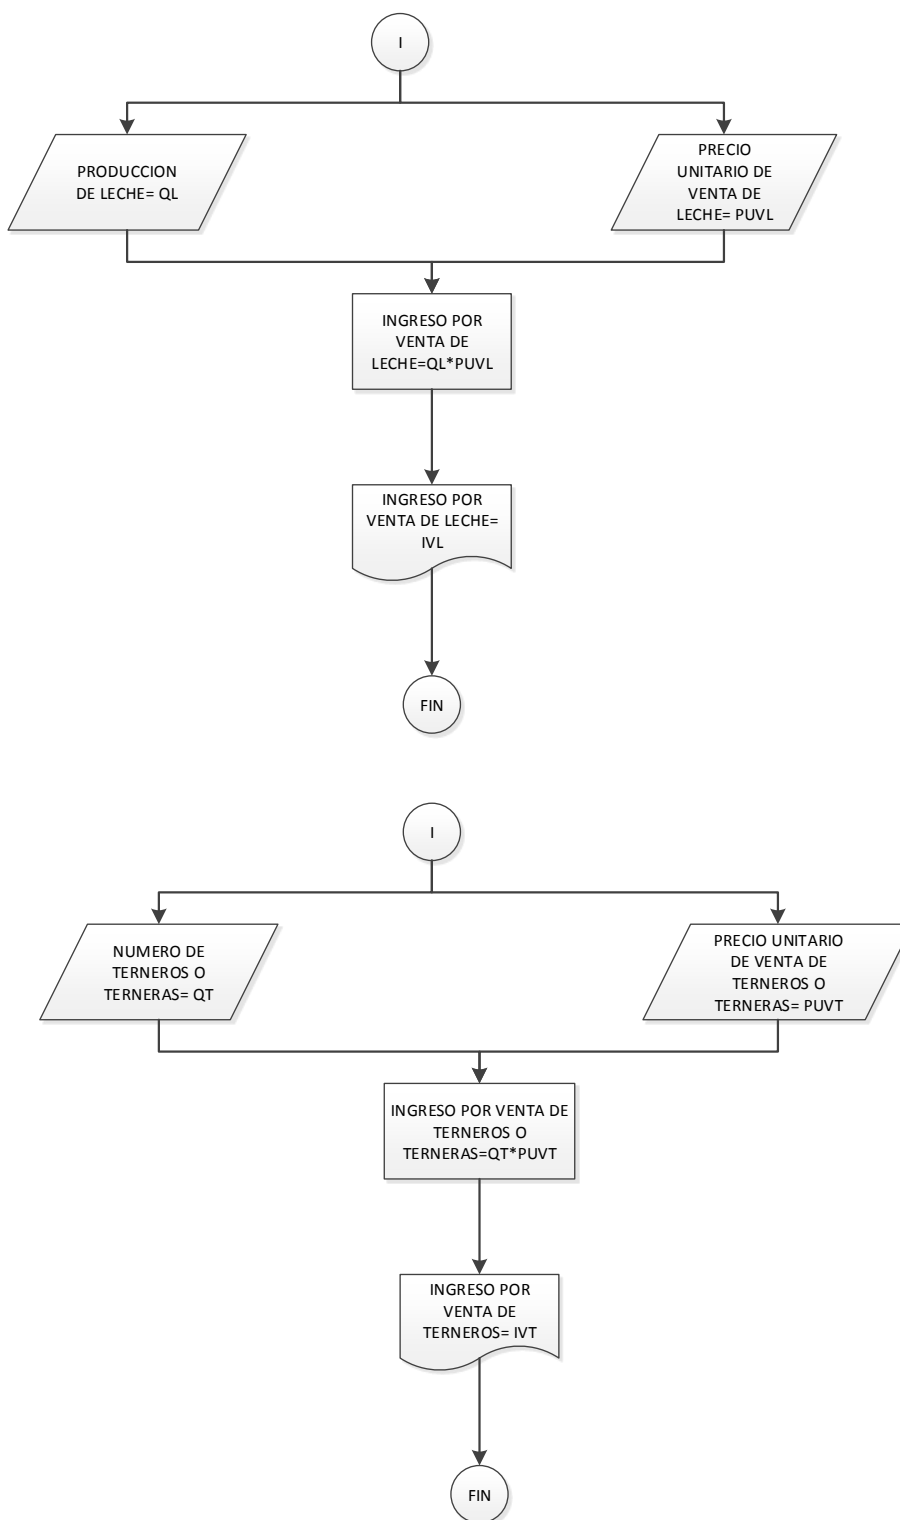 I
PRODUCCION
DE LECHE= QL
PRECIO
UNITARIO DE
VENTA DE
LECHE= PUVL
INGRESO POR
VENTA DE
LECHE=QL*PUVL
INGRESO POR
VENTA DE LECHE=
IVL
FIN
I
NUMERO DE
TERNEROS O
TERNERAS= QT
PRECIO UNITARIO
DE VENTA DE
TERNEROS O
TERNERAS= PUVT
INGRESO POR VENTA DE
TERNEROS O
TERNERAS=QT*PUVT
INGRESO POR
VENTA DE
TERNEROS= IVT
FIN